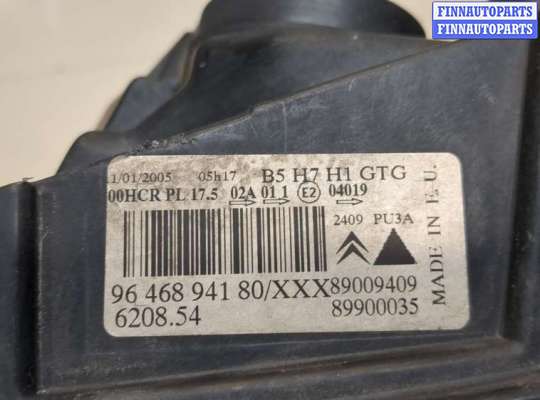 FINNAUTOPARTS
FINNAUTOPARTS
1/01/2005 05h17 B5 H7 H1 GTG
00HCR PL 17.5 02A 01 1 E2 04019
2409 PU3A
96 468 941 80/XXX 89009409
6208.54 89900035
MADE IN E.U.